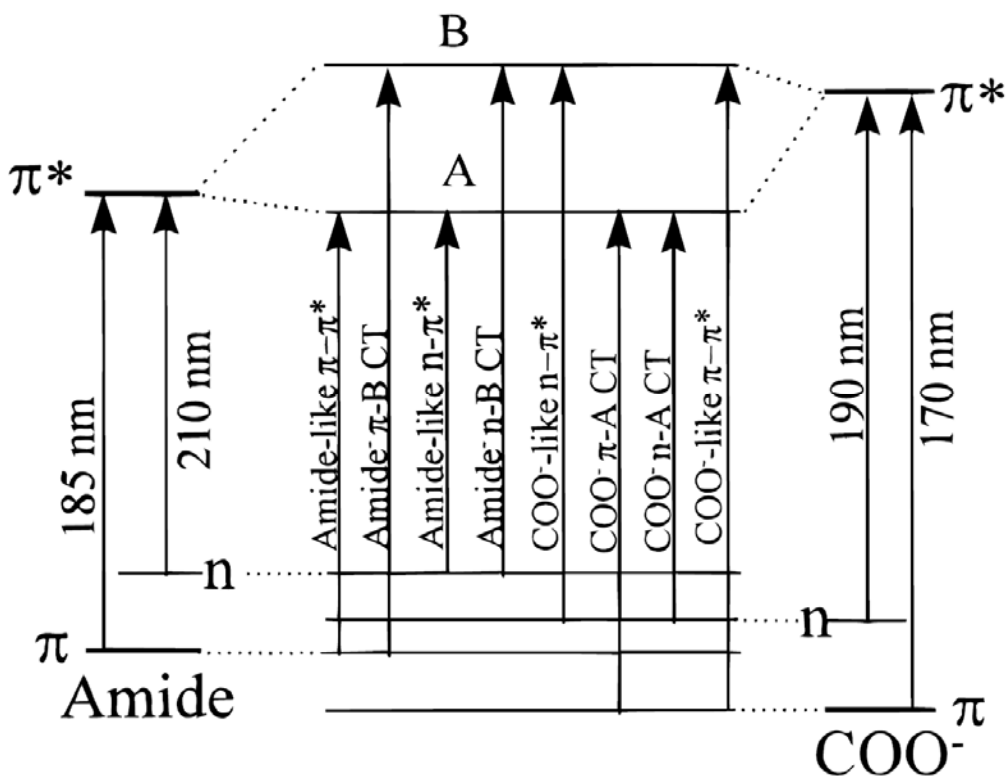 B
π*
A
π*
185 nm
210 nm
Amide-like π–π*
Amide⁻ π-B CT
Amide-like n-π*
Amide⁻ n-B CT
COO⁻-like n–π*
COO⁻ π-A CT
COO⁻ n-A CT
COO⁻-like π–π*
190 nm
170 nm
n
n
π
π
Amide
COO⁻